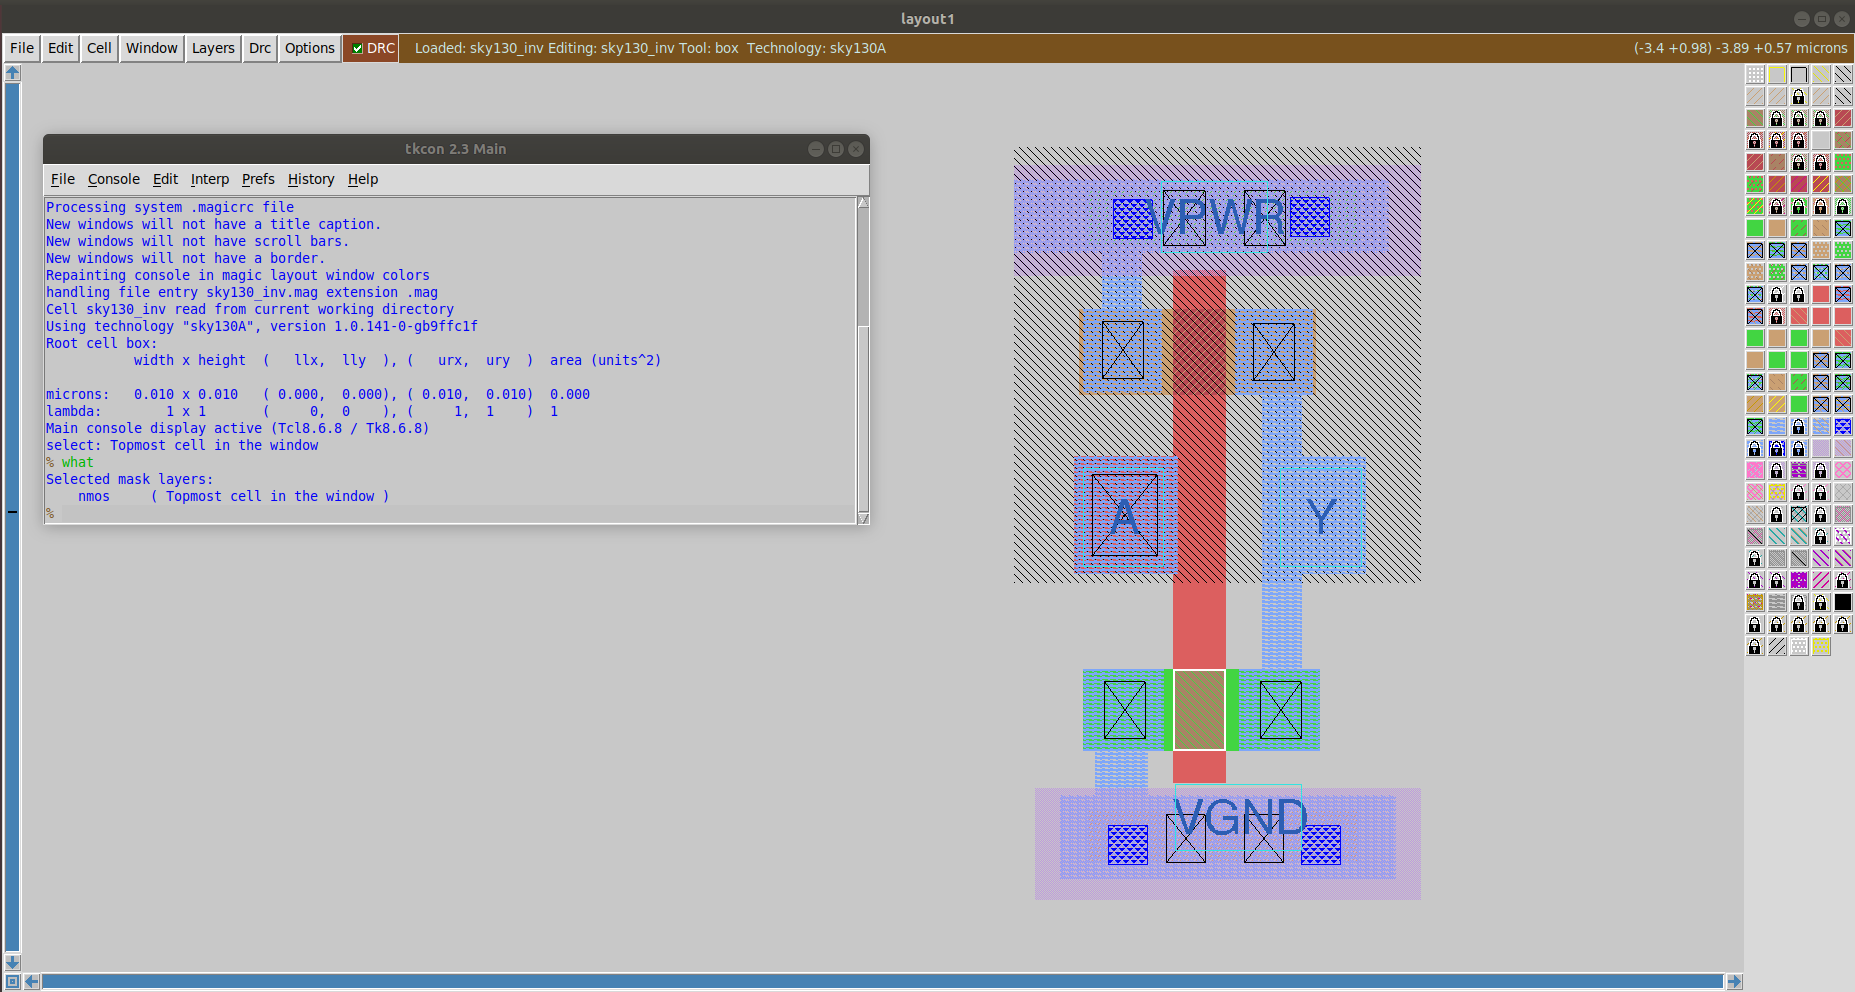 layout1
File Edit Cell Window Layers Drc Options DRC Loaded: sky130_inv Editing: sky130_inv Tool: box Technology: sky130A (-3.4 +0.98) -3.89 +0.57 microns
tkcon 2.3 Main
File Console Edit Interp Prefs History Help
Processing system .magicrc file
New windows will not have a title caption.
New windows will not have scroll bars.
New windows will not have a border.
Repainting console in magic layout window colors
handling file entry sky130_inv.mag extension .mag
Cell sky130_inv read from current working directory
Using technology "sky130A", version 1.0.141-0-gb9ffc1f
Root cell box:
width x height ( llx, lly ), ( urx, ury ) area (units^2)
microns: 0.010 x 0.010 ( 0.000, 0.000), ( 0.010, 0.010) 0.000
lambda: 1 x 1 ( 0, 0 ), ( 1, 1 ) 1
Main console display active (Tcl8.6.8 / Tk8.6.8)
select: Topmost cell in the window
% what
Selected mask layers:
nmos ( Topmost cell in the window )
%
VPWR
A
Y
VGND